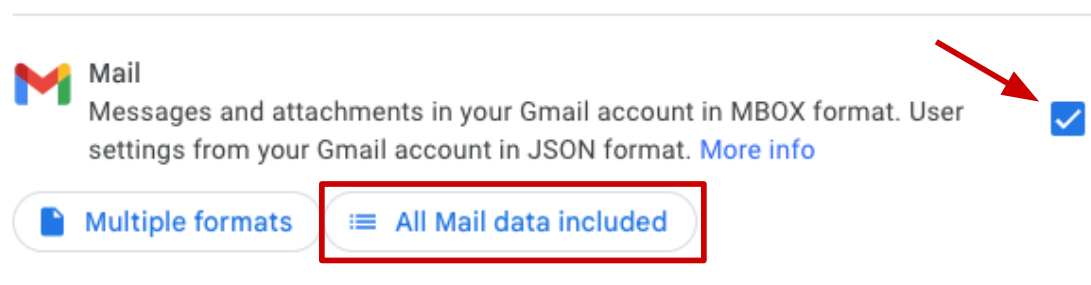 Mail
Messages and attachments in your Gmail account in MBOX format. User
settings from your Gmail account in JSON format. More info
Multiple formats
All Mail data included